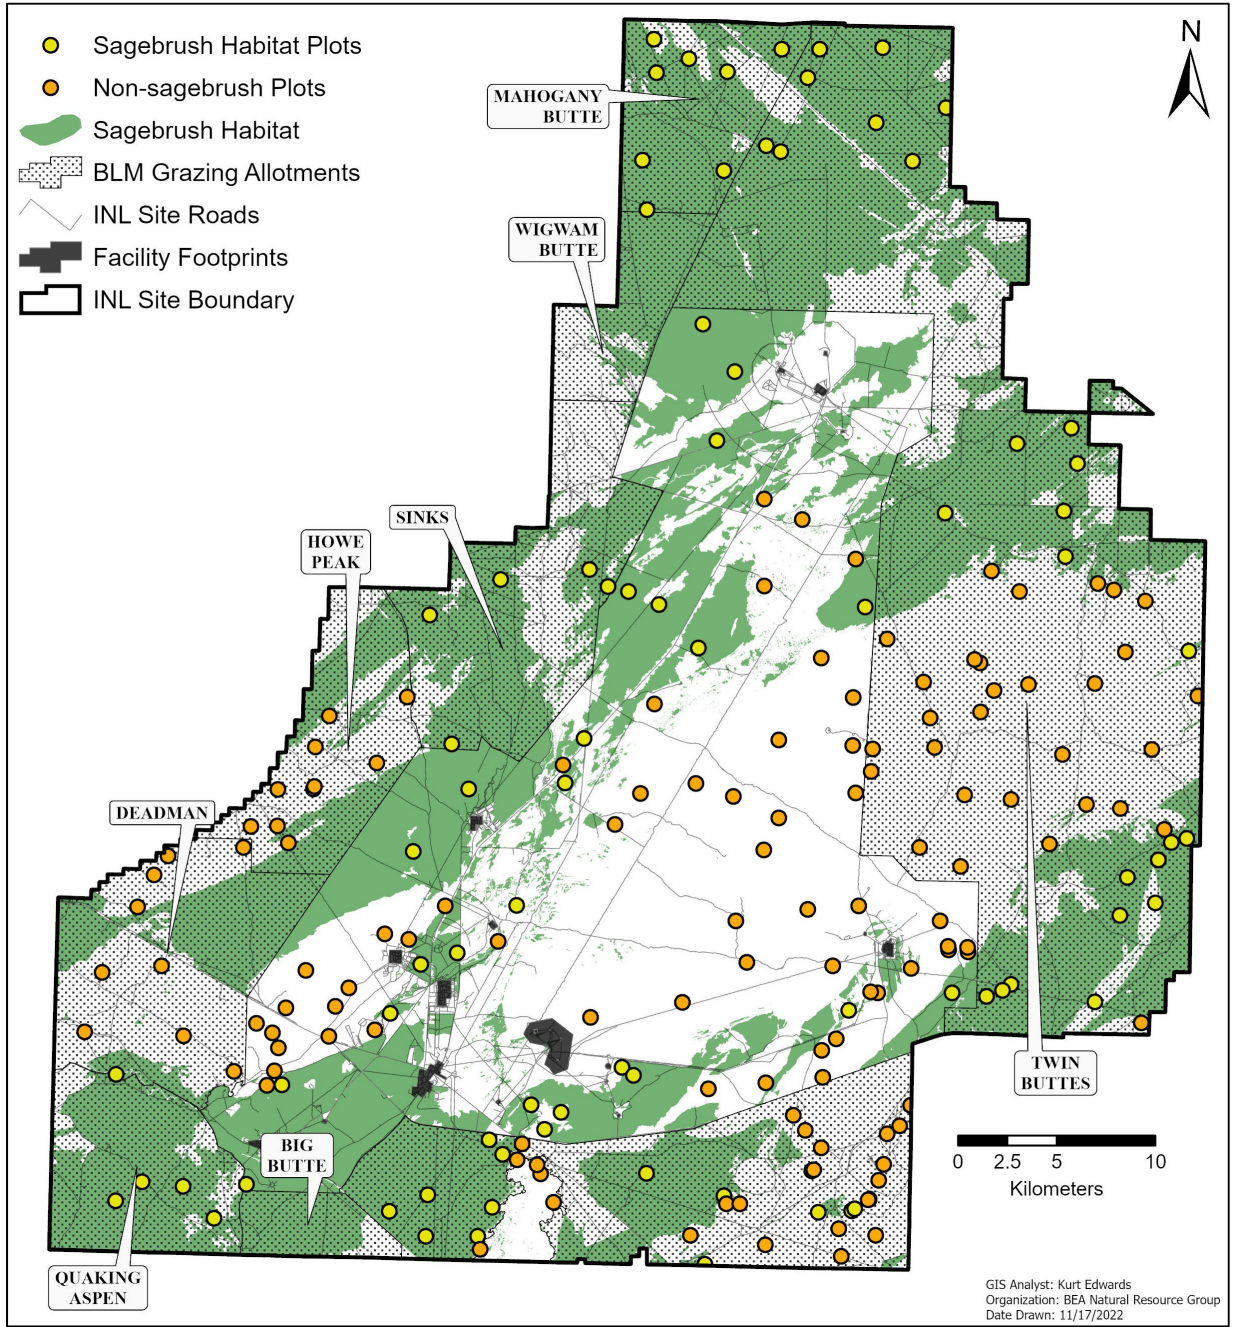 Sagebrush Habitat Plots
Non-sagebrush Plots
Sagebrush Habitat
BLM Grazing Allotments
INL Site Roads
Facility Footprints
INL Site Boundary
N
MAHOGANY
BUTTE
WIGWAM
BUTTE
SINKS
HOWE
PEAK
DEADMAN
TWIN
BUTTES
BIG
BUTTE
QUAKING
ASPEN
0 2.5 5 10
Kilometers
GIS Analyst: Kurt Edwards
Organization: BEA Natural Resource Group
Date Drawn: 11/17/2022